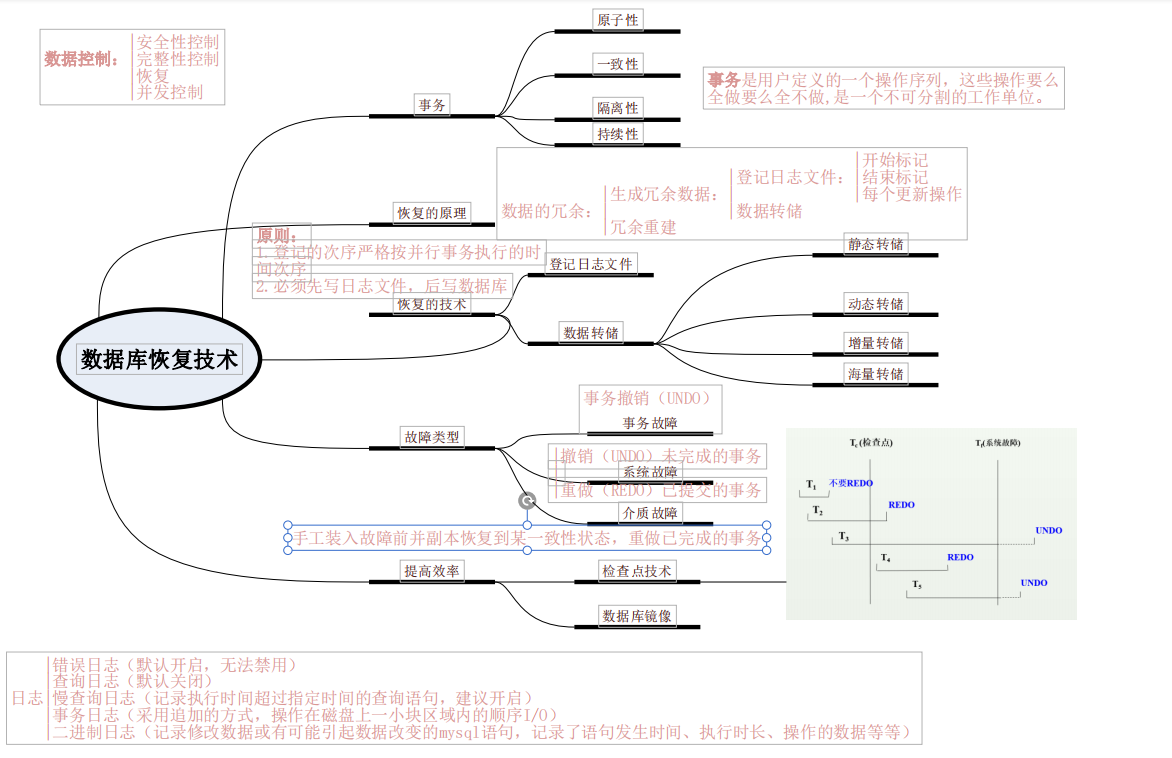 数据控制：
安全性控制
完整性控制
恢复
并发控制
原子性
一致性
隔离性
持续性
事务
事务是用户定义的一个操作序列，这些操作要么
全做要么全不做,是一个不可分割的工作单位。
恢复的原理
数据的冗余：
生成冗余数据：
冗余重建
登记日志文件：
数据转储
开始标记
结束标记
每个更新操作
原则：
1.登记的次序严格按并行事务执行的时
间次序
2.必须先写日志文件，后写数据库
恢复的技术
登记日志文件
数据转储
静态转储
动态转储
增量转储
海量转储
数据库恢复技术
故障类型
事务撤销（UNDO）
事务故障
撤销（UNDO）未完成的事务
系统故障
重做（REDO）已提交的事务
介质故障
手工装入故障前并副本恢复到某一致性状态，重做已完成的事务
提高效率
检查点技术
数据库镜像
Tc(检查点)
Tf(系统故障)
T1 不要REDO
T2 REDO
T3 UNDO
T4 REDO
T5 UNDO
日志
错误日志（默认开启，无法禁用）
查询日志（默认关闭）
慢查询日志（记录执行时间超过指定时间的查询语句，建议开启）
事务日志（采用追加的方式，操作在磁盘上一小块区域内的顺序I/O）
二进制日志（记录修改数据或有可能引起数据改变的mysql语句，记录了语句发生时间、执行时长、操作的数据等等）